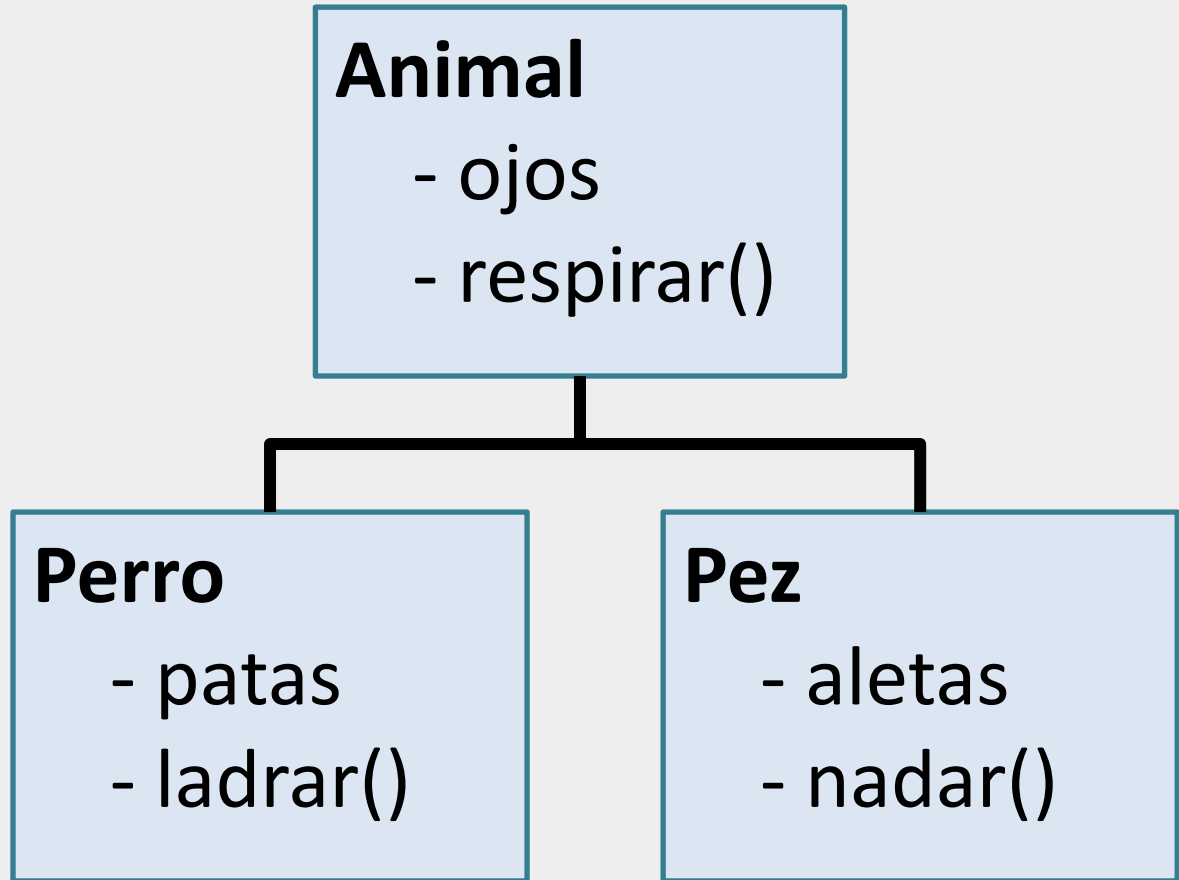 Animal
- ojos
- respirar()
Perro
- patas
- ladrar()
Pez
- aletas
- nadar()